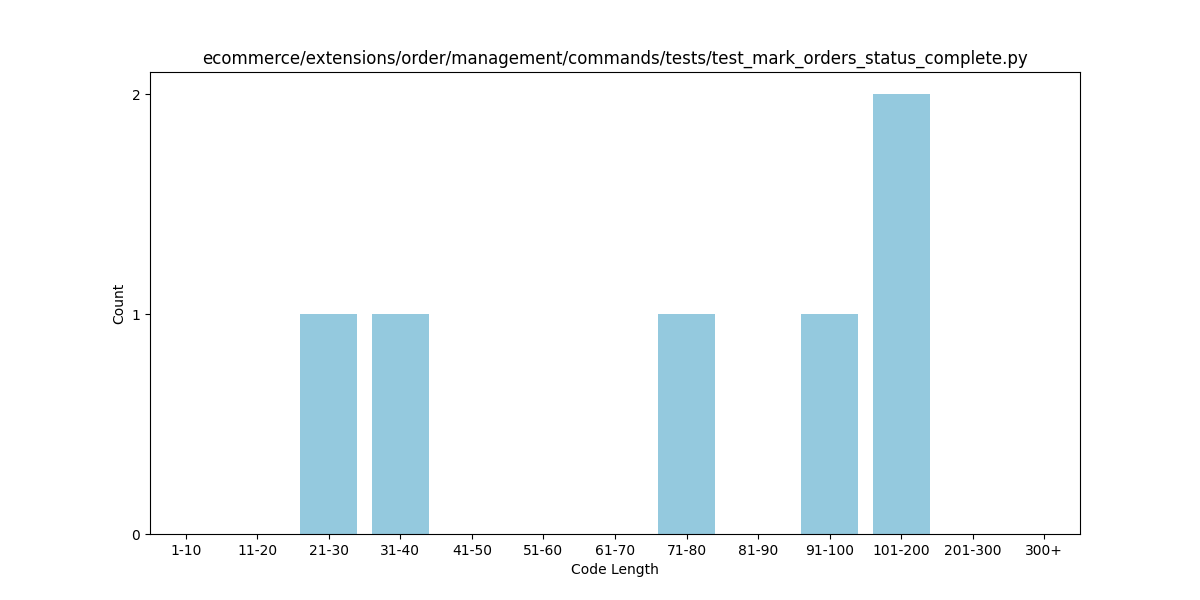 ecommerce/extensions/order/management/commands/tests/test_mark_orders_status_complete.py
2
1
0
Count
1-10 11-20 21-30 31-40 41-50 51-60 61-70 71-80 81-90 91-100 101-200 201-300 300+
Code Length